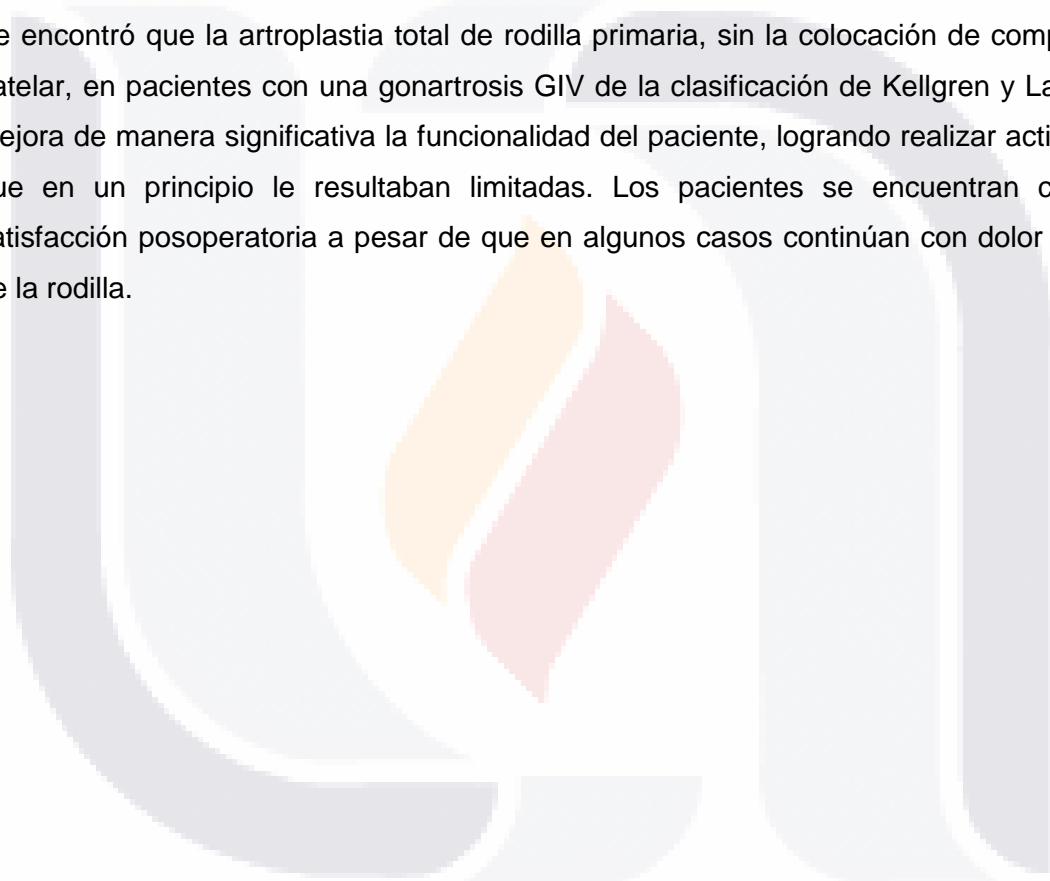 e encontró que la artroplastia total de rodilla primaria, sin la colocación de comp
atelar, en pacientes con una gonartrosis GIV de la clasificación de Kellgren y La
ejora de manera significativa la funcionalidad del paciente, logrando realizar acti
ue en un principio le resultaban limitadas. Los pacientes se encuentran c
atisfacción posoperatoria a pesar de que en algunos casos continúan con dolor
e la rodilla.